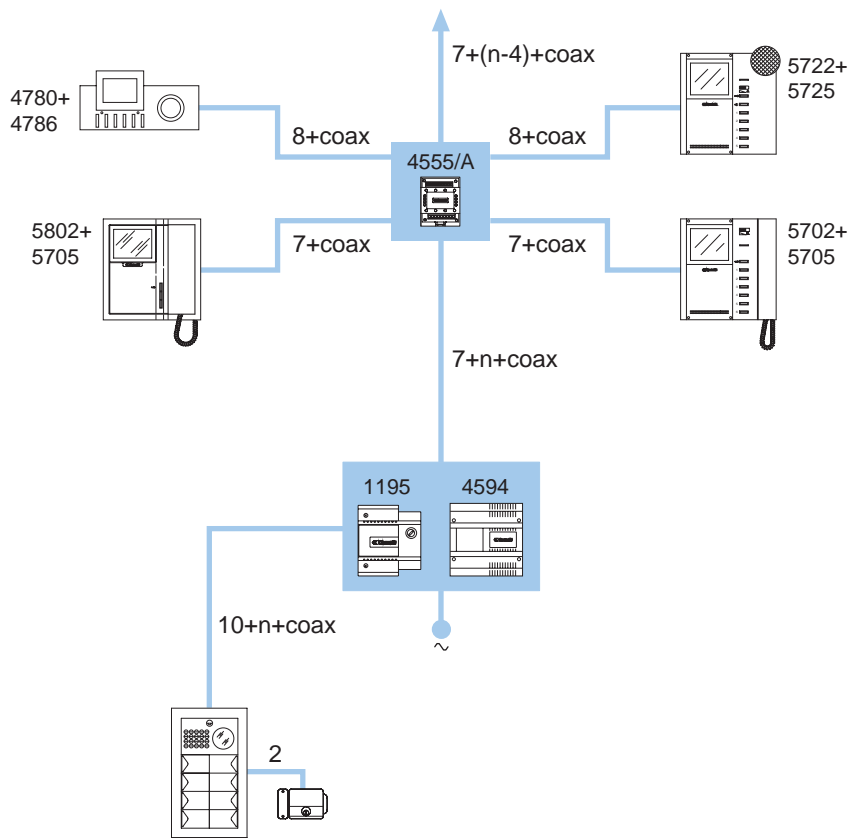 7+(n-4)+coax
4780+
4786
5722+
5725
8+coax
8+coax
4555/A
5802+
5705
7+coax
7+coax
5702+
5705
7+n+coax
1195
4594
10+n+coax
~
2